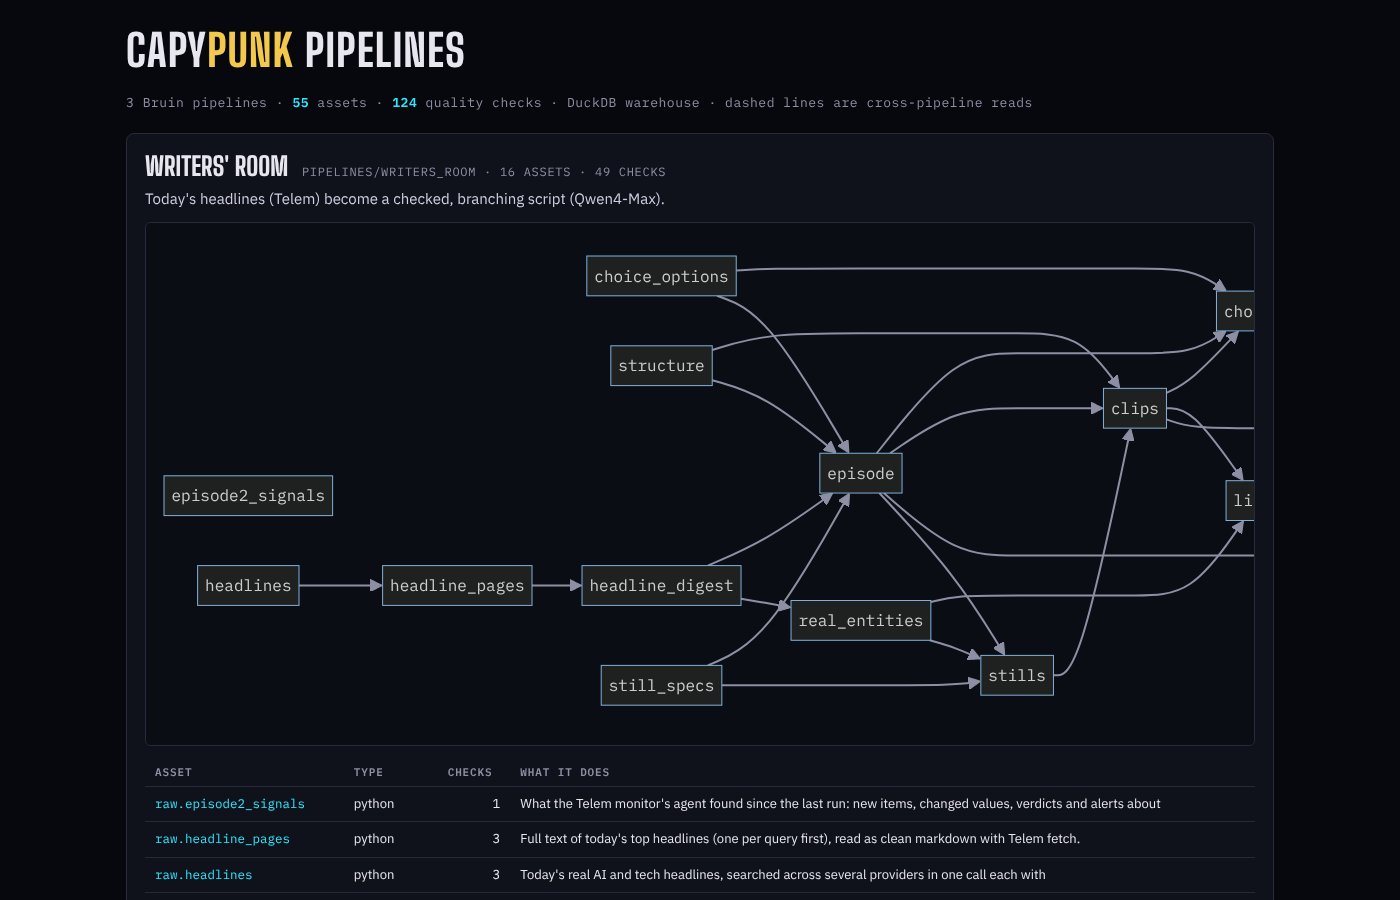 CAPYPUNK PIPELINES
3 Bruin pipelines · 55 assets · 124 quality checks · DuckDB warehouse · dashed lines are cross-pipeline reads
WRITERS' ROOM PIPELINES/WRITERS_ROOM · 16 ASSETS · 49 CHECKS
Today's headlines (Telem) become a checked, branching script (Qwen4-Max).
choice_options
cho
structure
clips
episode
episode2_signals
li
headlines
headline_pages
headline_digest
real_entities
still_specs
stills
ASSET TYPE CHECKS WHAT IT DOES
raw.episode2_signals python 1 What the Telem monitor's agent found since the last run: new items, changed values, verdicts and alerts about
raw.headline_pages python 3 Full text of today's top headlines (one per query first), read as clean markdown with Telem fetch.
raw.headlines python 3 Today's real AI and tech headlines, searched across several providers in one call each with